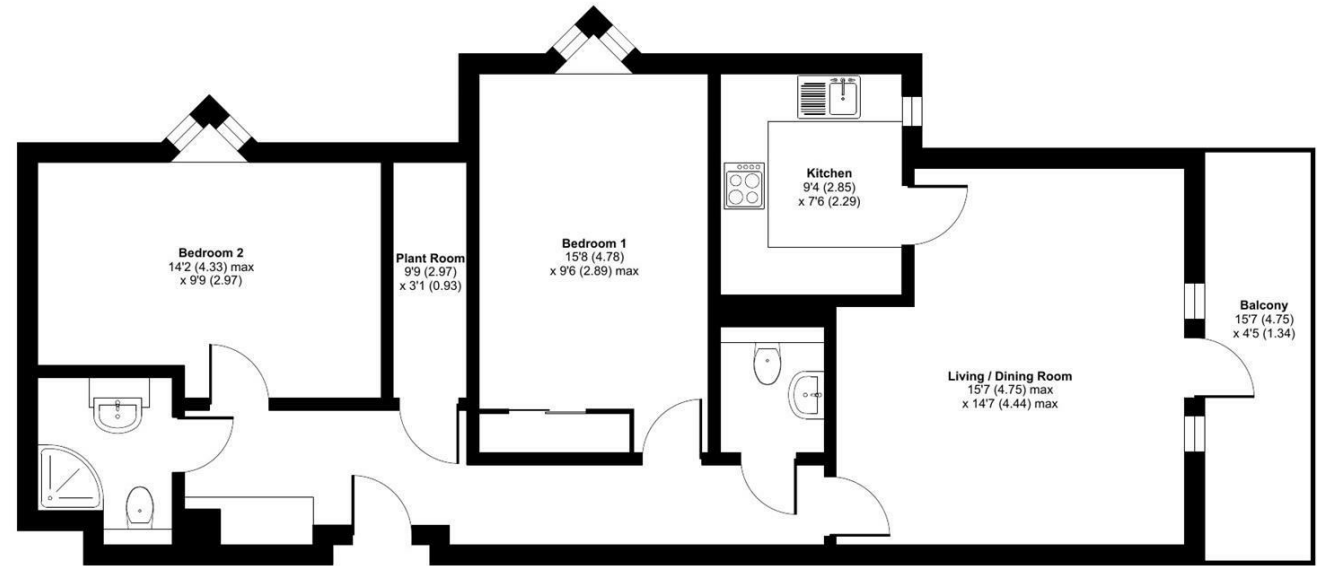 Bedroom 2
14'2 (4.33) max
x 9'9 (2.97)
Plant Room
9'9 (2.97)
x 3'1 (0.93)
Bedroom 1
15'8 (4.78)
x 9'6 (2.89) max
Kitchen
9'4 (2.85)
x 7'6 (2.29)
Living / Dining Room
15'7 (4.75) max
x 14'7 (4.44) max
Balcony
15'7 (4.75)
x 4'5 (1.34)